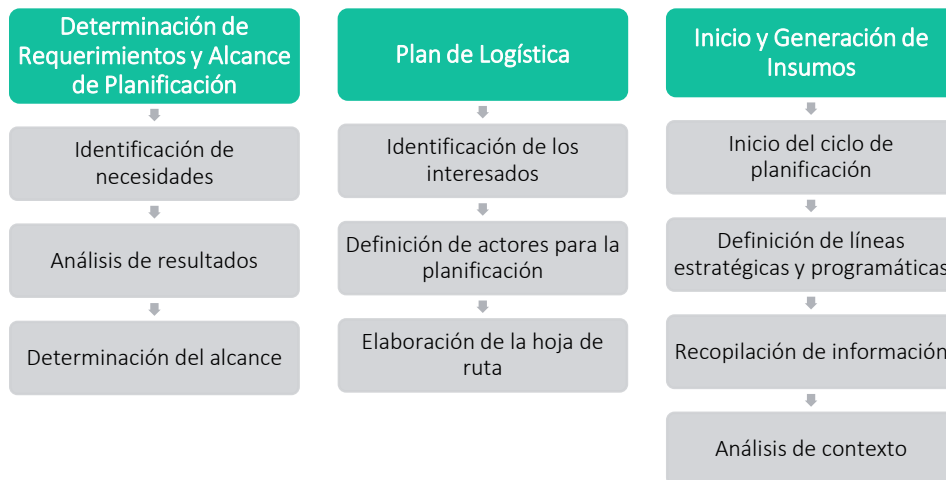 Determinación de
Requerimientos y Alcance
de Planificación
Identificación de
necesidades
Análisis de resultados
Determinación del alcance
Plan de Logística
Identificación de los
interesados
Definición de actores para la
planificación
Elaboración de la hoja de
ruta
Inicio y Generación de
Insumos
Inicio del ciclo de
planificación
Definición de líneas
estratégicas y programáticas
Recopilación de información
Análisis de contexto